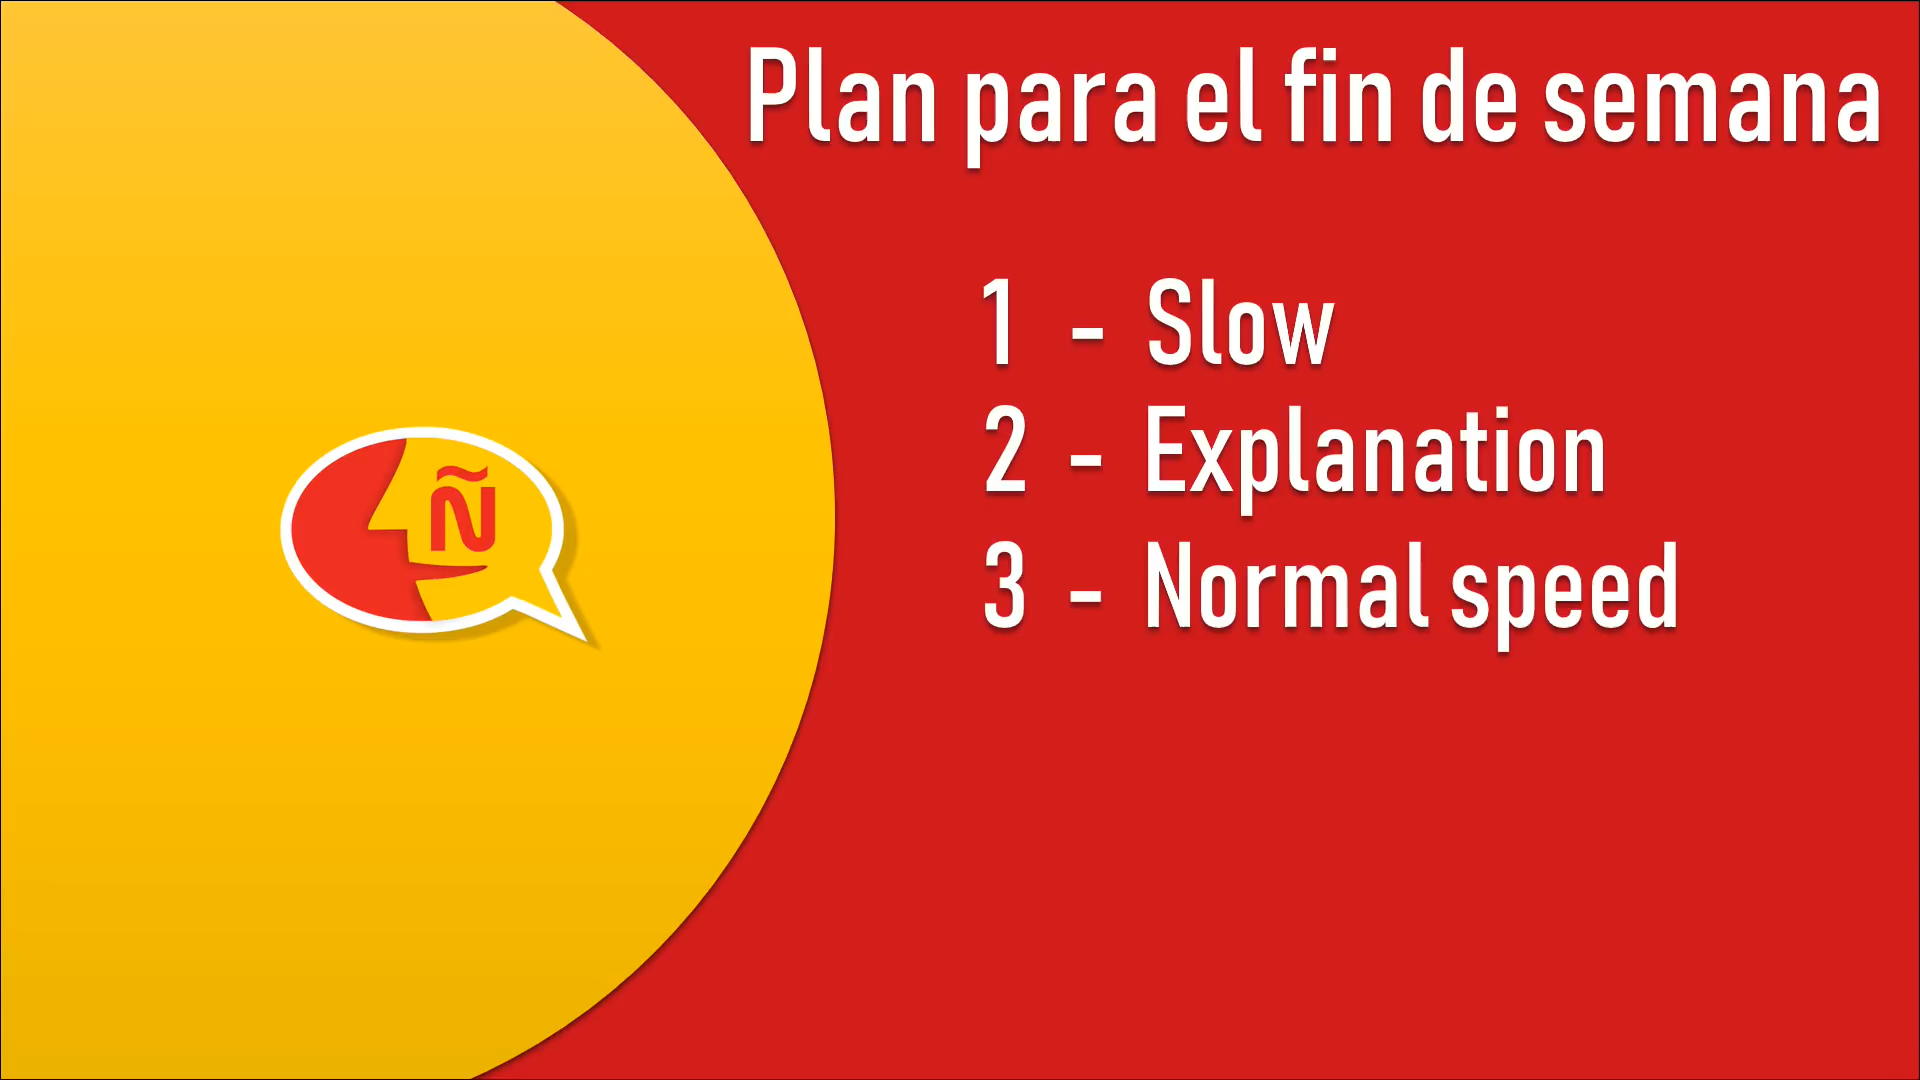 Plan para el fin de semana
1 - Slow
2 - Explanation
3 - Normal speed
Ñ